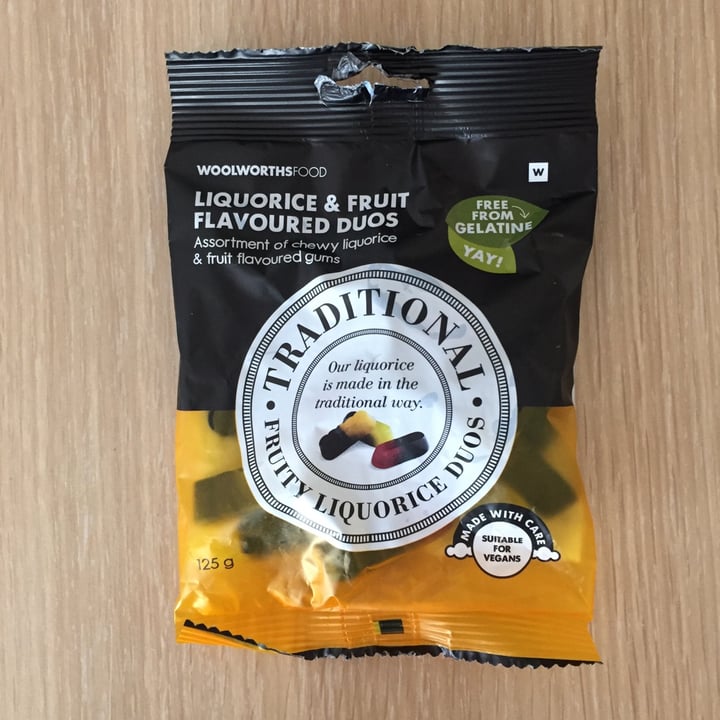 WOOLWORTHSFOOD
W
LIQUORICE & FRUIT
FLAVOURED DUOS
Assortment of chewy liquorice
& fruit flavoured gums
FREE
FROM
GELATINE
YAY!
TRADITIONAL
Our liquorice
is made in the
traditional way.
FRUITY LIQUORICE DUOS
MADE WITH CARE
SUITABLE
FOR
VEGANS
125 g